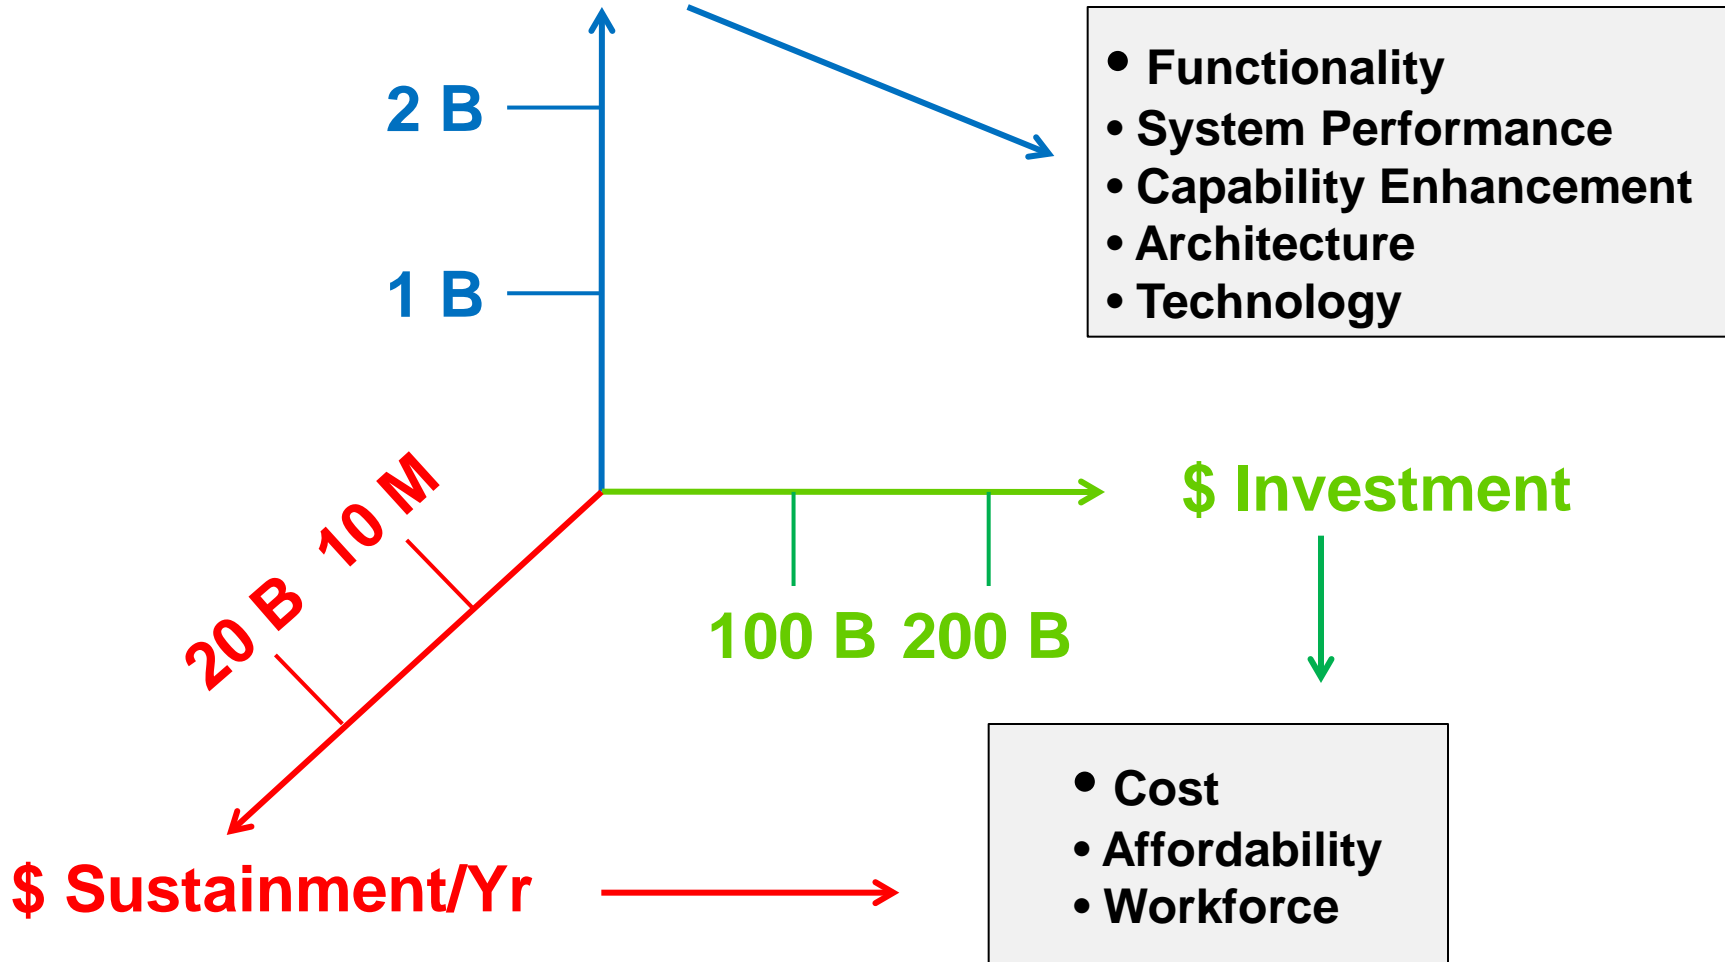 2 B
1 B
• Functionality
• System Performance
• Capability Enhancement
• Architecture
• Technology
10 M
20 B
$ Investment
100 B 200 B
$ Sustainment/Yr
• Cost
• Affordability
• Workforce